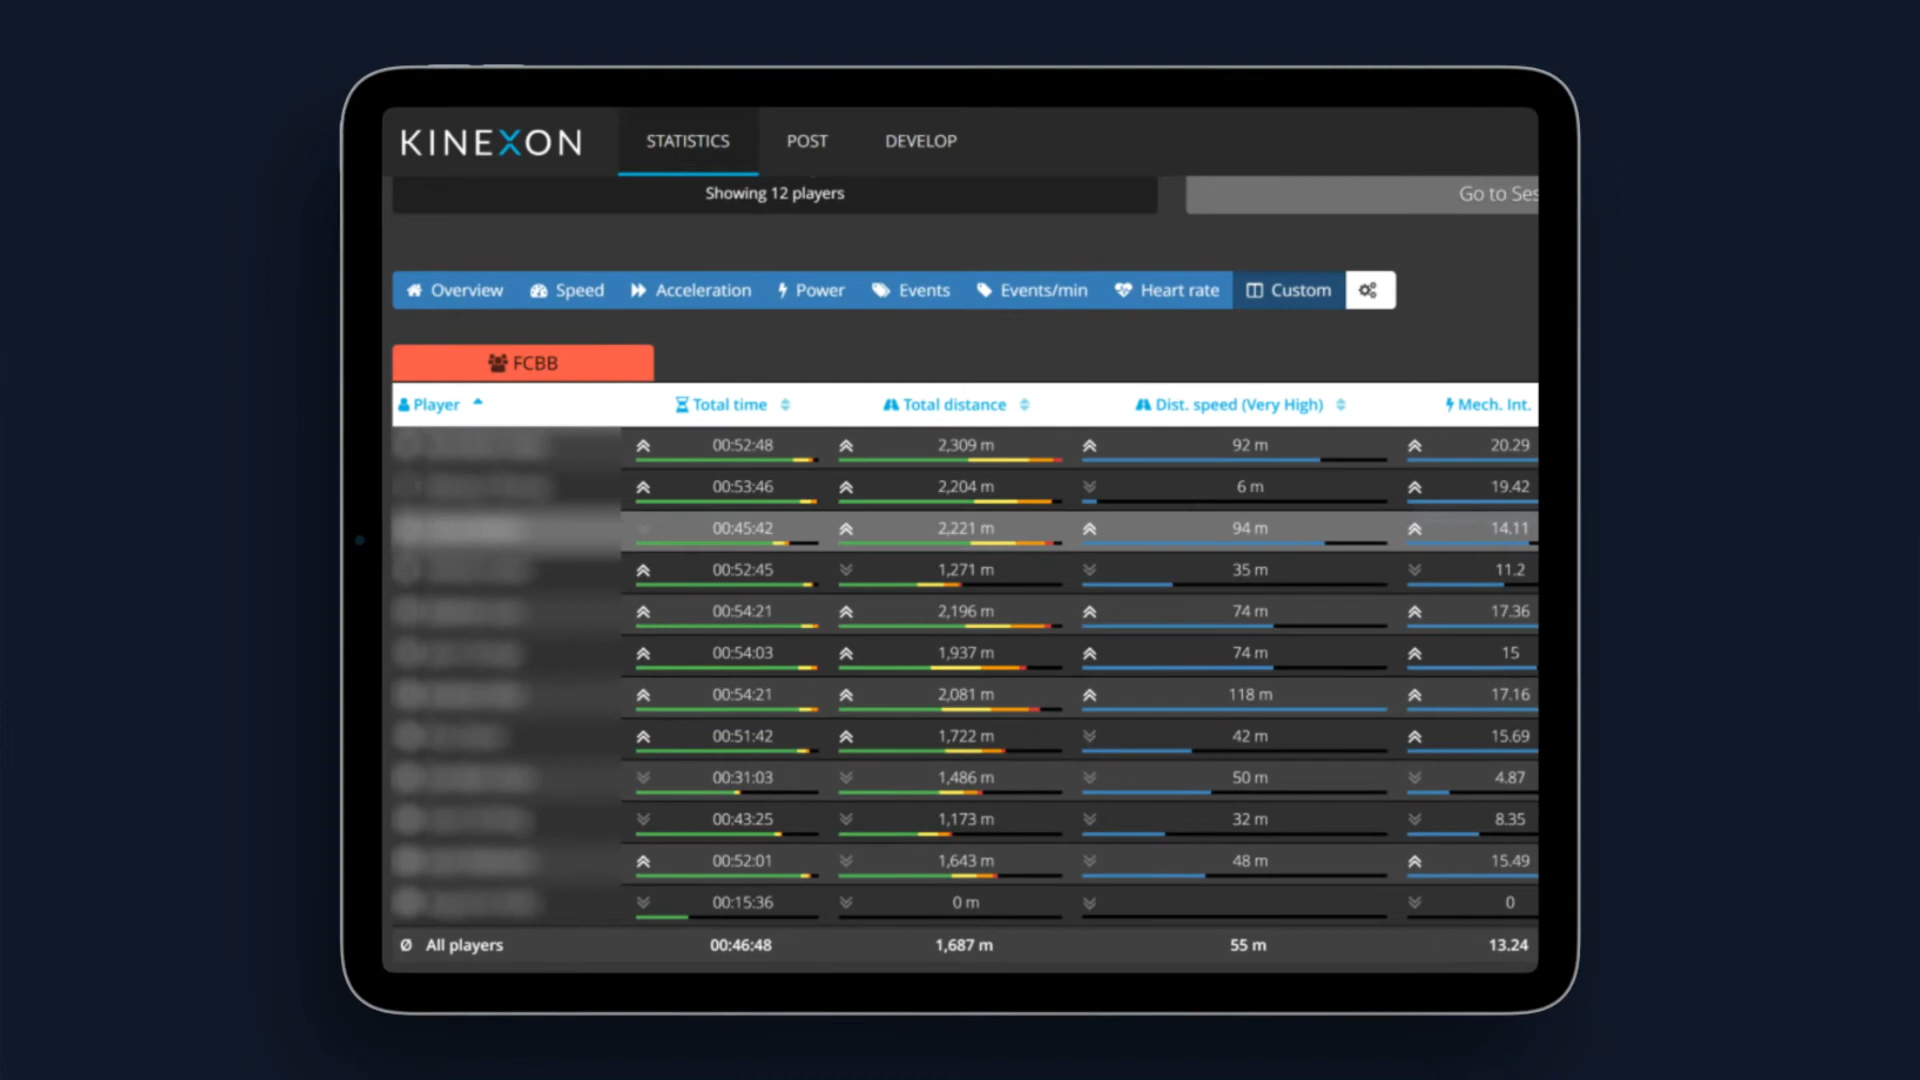 KINEXON STATISTICS POST DEVELOP
Showing 12 players Go to Ses
Overview Speed Acceleration Power Events Events/min Heart rate Custom
FCBB
Player Total time Total distance Dist. speed (Very High) Mech. Int.
00:52:48 2,309 m 92 m 20.29
00:53:46 2,204 m 6 m 19.42
00:45:42 2,221 m 94 m 14.11
00:52:45 1,271 m 35 m 11.2
00:54:21 2,196 m 74 m 17.36
00:54:03 1,937 m 74 m 15
00:54:21 2,081 m 118 m 17.16
00:51:42 1,722 m 42 m 15.69
00:31:03 1,486 m 50 m 4.87
00:43:25 1,173 m 32 m 8.35
00:52:01 1,643 m 48 m 15.49
00:15:36 0 m 0
Ø All players 00:46:48 1,687 m 55 m 13.24